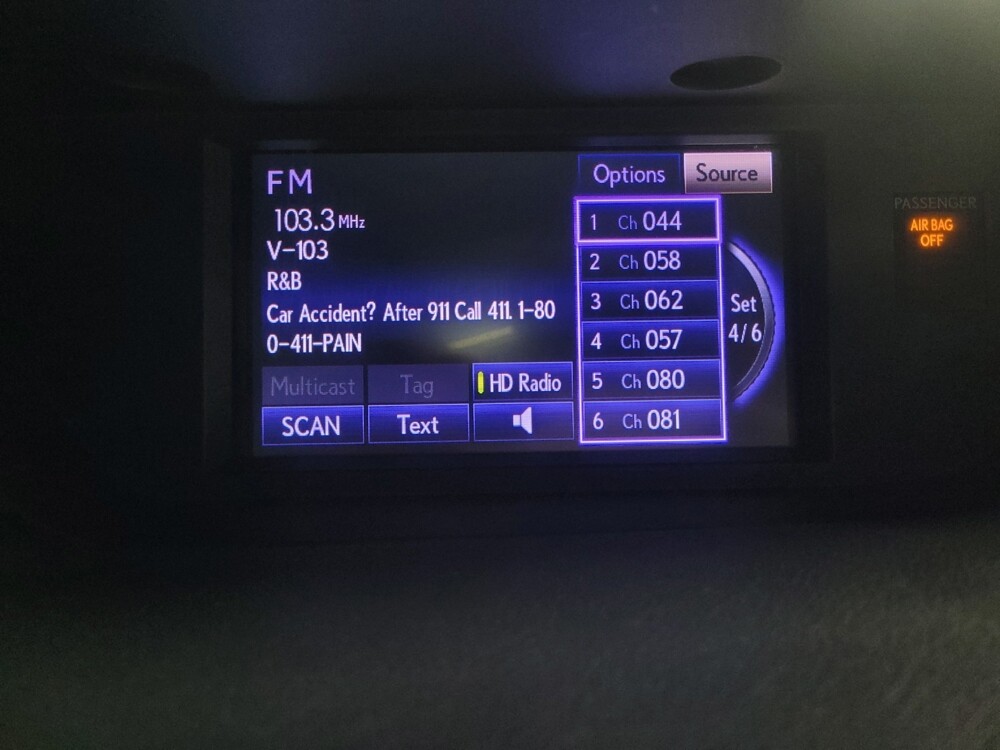 FM
103.3 MHz
V-103
R&B
Car Accident? After 911 Call 411. 1-80
0-411-PAIN
Multicast Tag HD Radio
SCAN Text
Options Source
1 Ch 044
2 Ch 058
3 Ch 062
4 Ch 057
5 Ch 080
6 Ch 081
Set
4/6
PASSENGER
AIR BAG
OFF